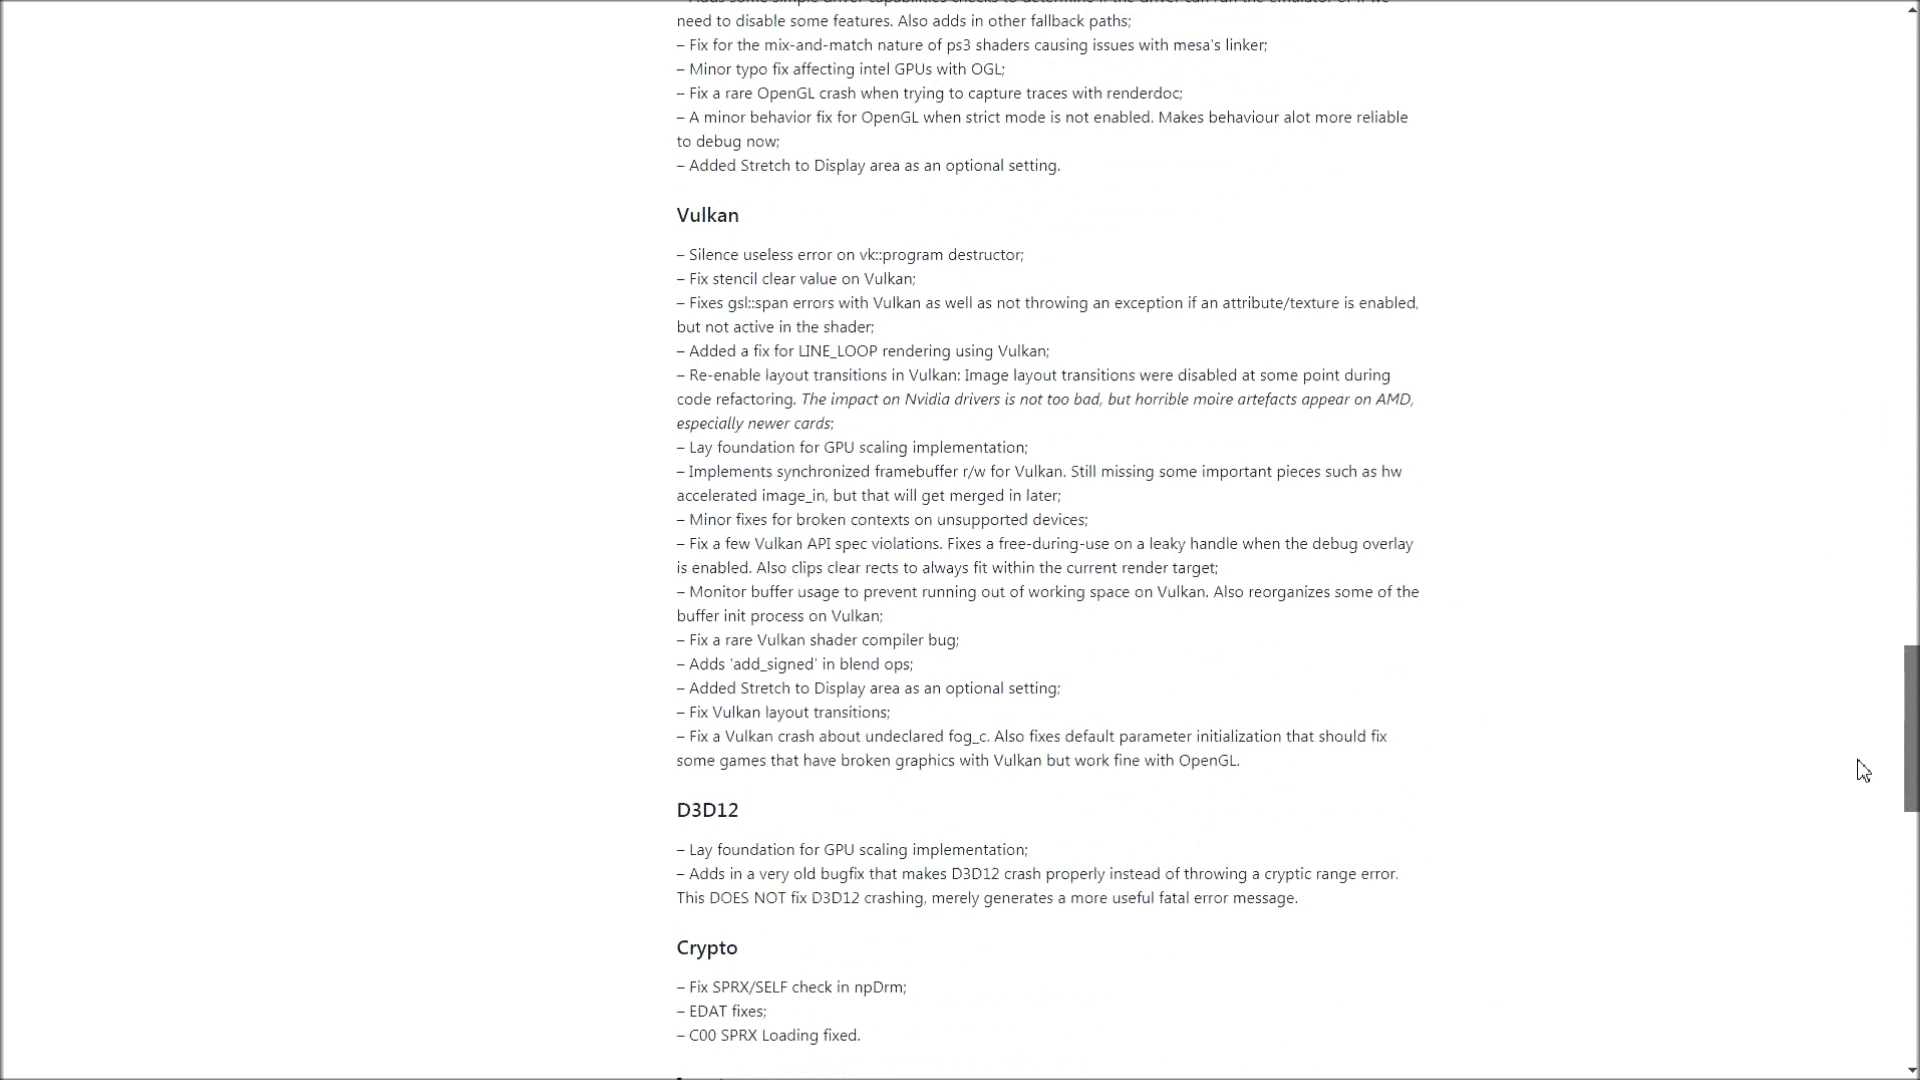 need to disable some features. Also adds in other fallback paths;
– Fix for the mix-and-match nature of ps3 shaders causing issues with mesa's linker;
– Minor typo fix affecting intel GPUs with OGL;
– Fix a rare OpenGL crash when trying to capture traces with renderdoc;
– A minor behavior fix for OpenGL when strict mode is not enabled. Makes behaviour alot more reliable
to debug now;
– Added Stretch to Display area as an optional setting.
Vulkan
– Silence useless error on vk::program destructor;
– Fix stencil clear value on Vulkan;
– Fixes gsl::span errors with Vulkan as well as not throwing an exception if an attribute/texture is enabled,
but not active in the shader;
– Added a fix for LINE_LOOP rendering using Vulkan;
– Re-enable layout transitions in Vulkan: Image layout transitions were disabled at some point during
code refactoring. The impact on Nvidia drivers is not too bad, but horrible moire artefacts appear on AMD,
especially newer cards;
– Lay foundation for GPU scaling implementation;
– Implements synchronized framebuffer r/w for Vulkan. Still missing some important pieces such as hw
accelerated image_in, but that will get merged in later;
– Minor fixes for broken contexts on unsupported devices;
– Fix a few Vulkan API spec violations. Fixes a free-during-use on a leaky handle when the debug overlay
is enabled. Also clips clear rects to always fit within the current render target;
– Monitor buffer usage to prevent running out of working space on Vulkan. Also reorganizes some of the
buffer init process on Vulkan;
– Fix a rare Vulkan shader compiler bug;
– Adds 'add_signed' in blend ops;
– Added Stretch to Display area as an optional setting;
– Fix Vulkan layout transitions;
– Fix a Vulkan crash about undeclared fog_c. Also fixes default parameter initialization that should fix
some games that have broken graphics with Vulkan but work fine with OpenGL.
D3D12
– Lay foundation for GPU scaling implementation;
– Adds in a very old bugfix that makes D3D12 crash properly instead of throwing a cryptic range error.
This DOES NOT fix D3D12 crashing, merely generates a more useful fatal error message.
Crypto
– Fix SPRX/SELF check in npDrm;
– EDAT fixes;
– C00 SPRX Loading fixed.